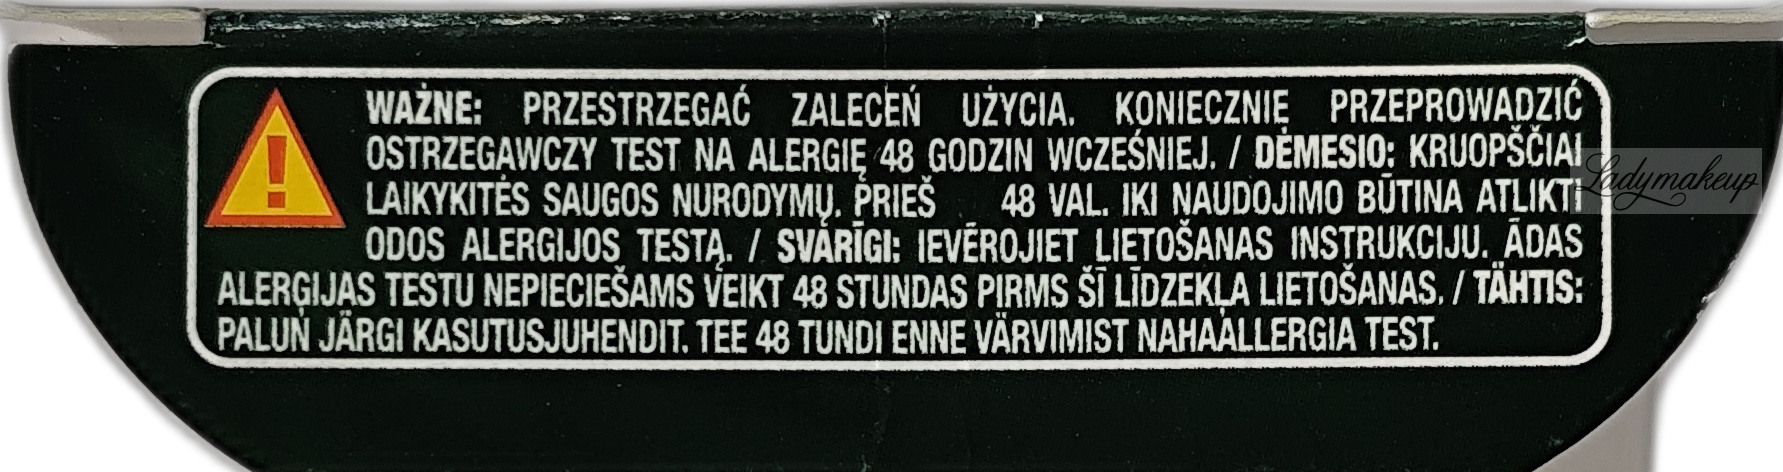 WAŻNE: PRZESTRZEGAĆ ZALECEŃ UŻYCIA. KONIECZNIE PRZEPROWADZIĆ
OSTRZEGAWCZY TEST NA ALERGIĘ 48 GODZIN WCZEŚNIEJ. / DĖMESIO: KRUOPŠČIAI
LAIKYKITĖS SAUGOS NURODYMŲ. PRIEŠ 48 VAL. IKI NAUDOJIMO BŪTINA ATLIKTI
ODOS ALERGIJOS TESTĄ. / SVARĪGI: IEVĒROJIET LIETOŠANAS INSTRUKCIJU. ĀDAS
ALERĢIJAS TESTU NEPIECIEŠAMS VEIKT 48 STUNDAS PIRMS ŠĪ LĪDZEKĻA LIETOŠANAS. / TÄHTIS:
PALUN JÄRGI KASUTUSJUHENDIT. TEE 48 TUNDI ENNE VÄRVIMIST NAHAALLERGIA TEST.
Ladymakeup